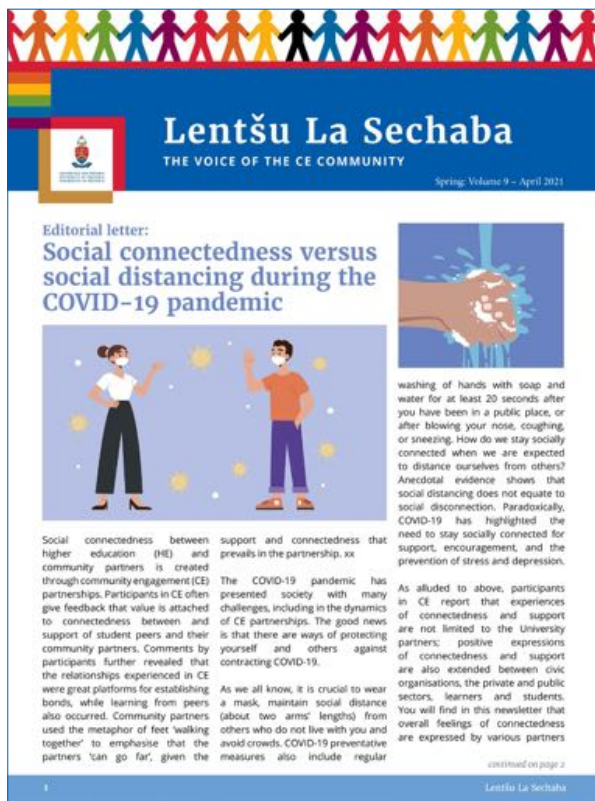 Lentšu La Sechaba
THE VOICE OF THE CE COMMUNITY
Spring: Volume 9 – April 2021
Editorial letter:
Social connectedness versus
social distancing during the
COVID-19 pandemic
Social connectedness between
higher education (HE) and
community partners is created
through community engagement (CE)
partnerships. Participants in CE often
give feedback that value is attached
to connectedness between and
support of student peers and their
community partners. Comments by
participants further revealed that
the relationships experienced in CE
were great platforms for establishing
bonds, while learning from peers
also occurred. Community partners
used the metaphor of feet ‘walking
together’ to emphasise that the
partners ‘can go far’, given the
support and connectedness that
prevails in the partnership. xx
The COVID-19 pandemic has
presented society with many
challenges, including in the dynamics
of CE partnerships. The good news
is that there are ways of protecting
yourself and others against
contracting COVID-19.
As we all know, it is crucial to wear
a mask, maintain social distance
(about two arms’ lengths) from
others who do not live with you and
avoid crowds. COVID-19 preventative
measures also include regular
washing of hands with soap and
water for at least 20 seconds after
you have been in a public place, or
after blowing your nose, coughing,
or sneezing. How do we stay socially
connected when we are expected
to distance ourselves from others?
Anecdotal evidence shows that
social distancing does not equate to
social disconnection. Paradoxically,
COVID-19 has highlighted the
need to stay socially connected for
support, encouragement, and the
prevention of stress and depression.
As alluded to above, participants
in CE report that experiences
of connectedness and support
are not limited to the University
partners; positive expressions
of connectedness and support
are also extended between civic
organisations, the private and public
sectors, learners and students.
You will find in this newsletter that
overall feelings of connectedness
are expressed by various partners
continued on page 2
1
Lentšu La Sechaba